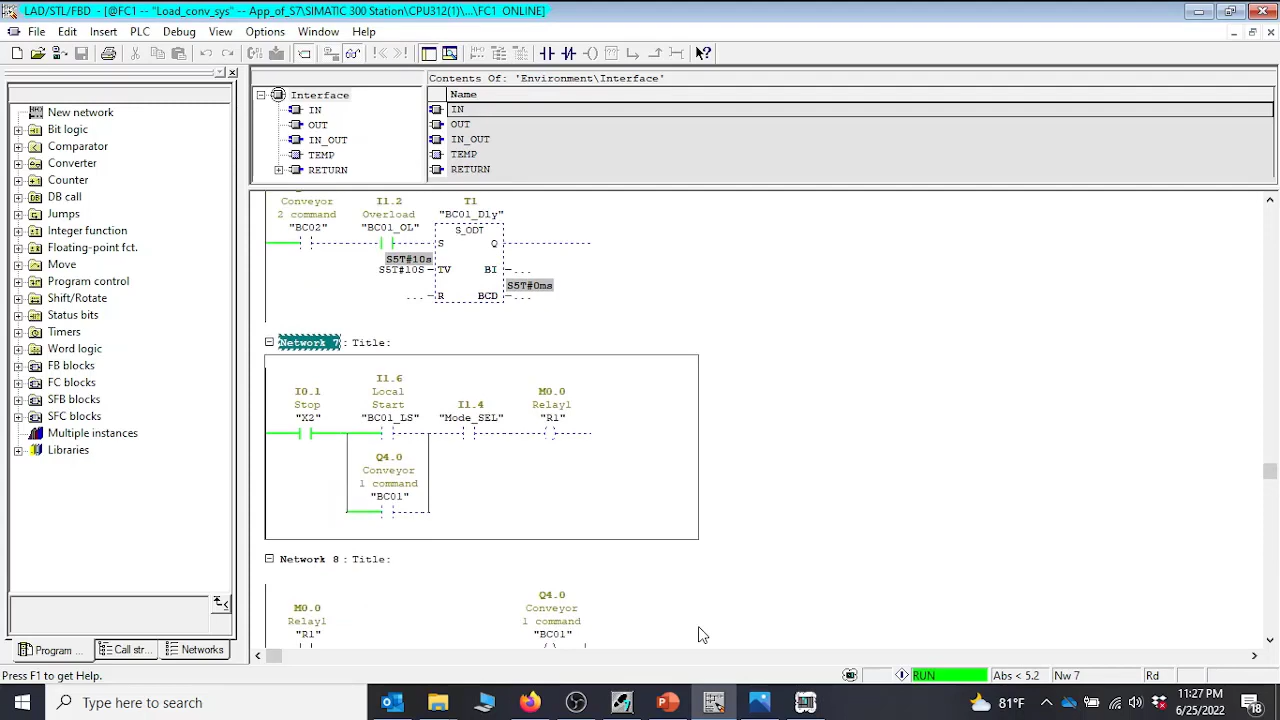 LAD/STL/FBD - [@FC1 -- "Load_conv_sys" -- App_of_S7\SIMATIC 300 Station\CPU312(1)\...\FC1 ONLINE]
File Edit Insert PLC Debug View Options Window Help
Contents Of: 'Environment\Interface'
Interface
IN
OUT
IN_OUT
TEMP
RETURN
Name
IN
OUT
IN_OUT
TEMP
RETURN
New network
Bit logic
Comparator
Converter
Counter
DB call
Jumps
Integer function
Floating-point fct.
Move
Program control
Shift/Rotate
Status bits
Timers
Word logic
FB blocks
FC blocks
SFB blocks
SFC blocks
Multiple instances
Libraries
Program ... Call str... Networks
Conveyor I1.2 T1
2 command Overload "BC01_Dly"
"BC02" "BC01_OL" S_ODT
S Q
S5T#10s
S5T#10S TV BI ...
S5T#0ms
... R BCD ...
Network 7 : Title:
I1.6
I0.1 Local M0.0
Stop Start I1.4 Relay1
"X2" "BC01_LS" "Mode_SEL" "R1"
Q4.0
Conveyor
1 command
"BC01"
Network 8 : Title:
Q4.0
M0.0 Conveyor
Relay1 1 command
"R1" "BC01"
Press F1 to get Help.
RUN Abs < 5.2 Nw 7 Rd
Type here to search
81°F
11:27 PM
6/25/2022
18